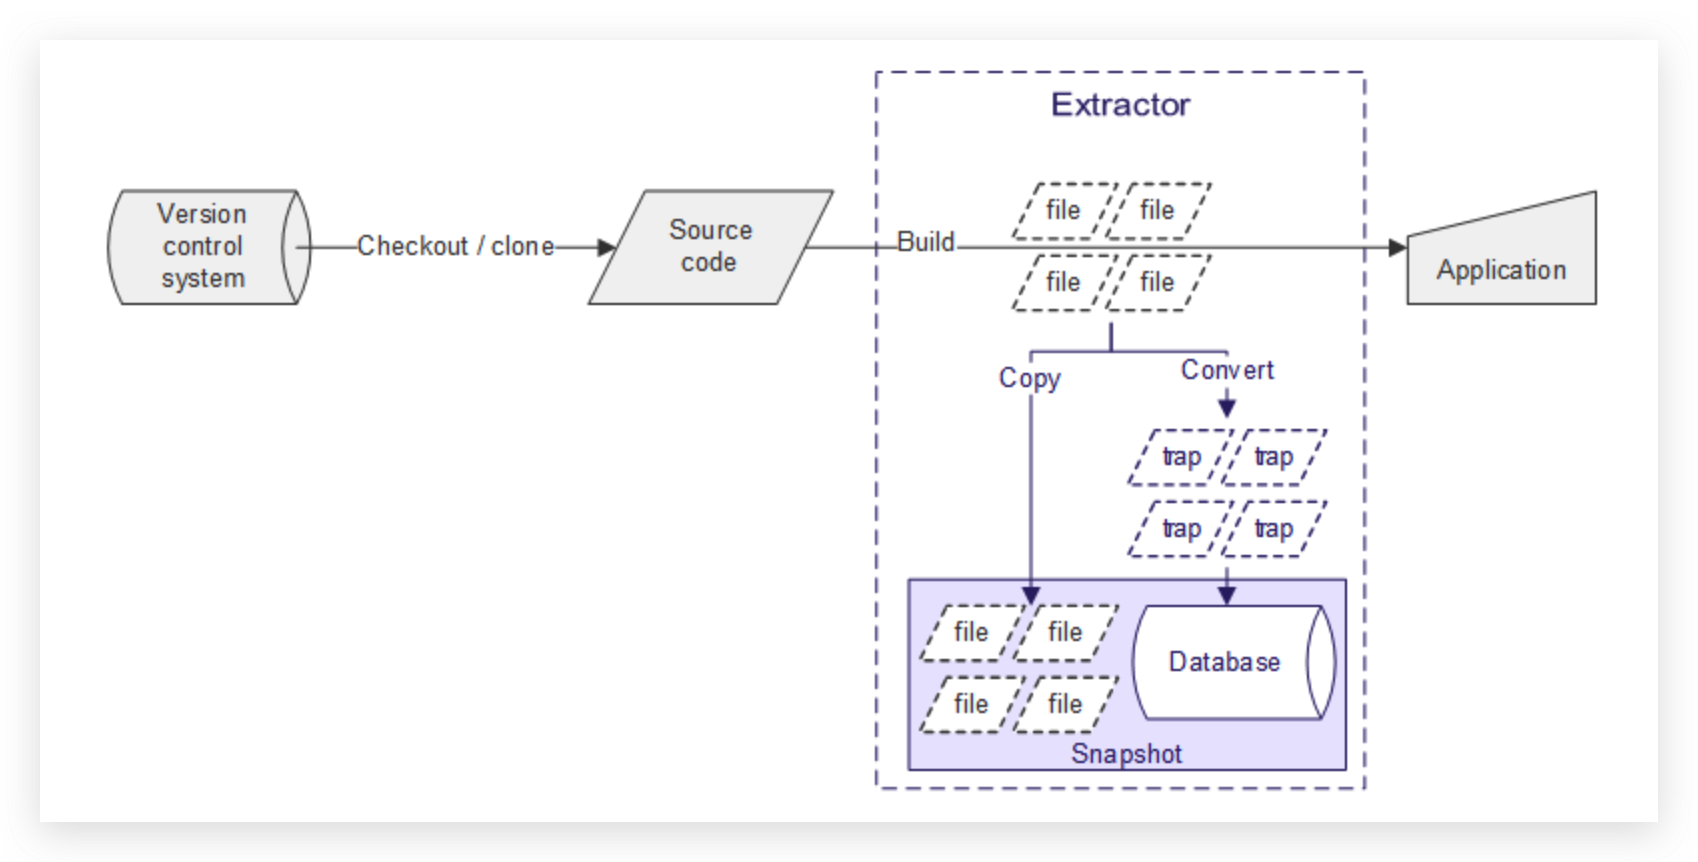 Extractor
Version
control
system
Checkout / clone
Source
code
Build
file file
file file
Application
Copy
Convert
trap trap
trap trap
file file
file file
Database
Snapshot